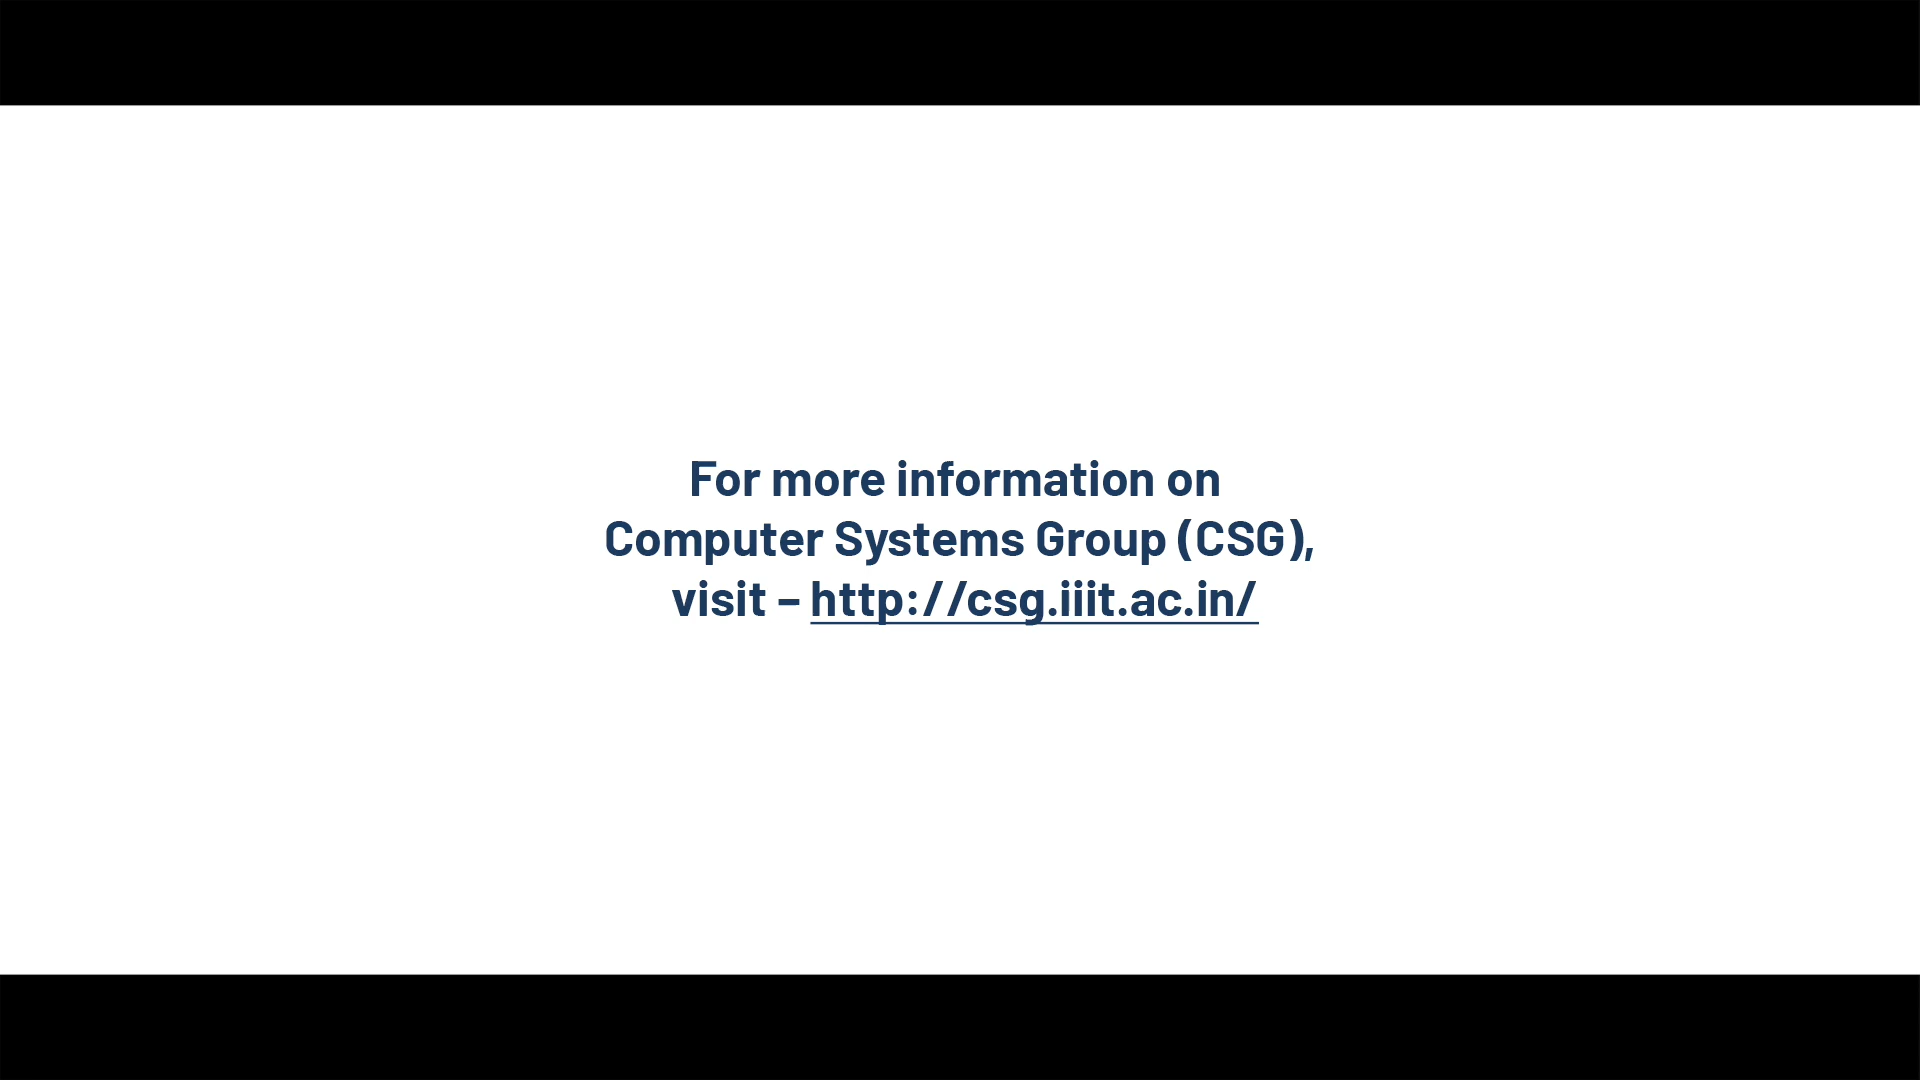 For more information on
Computer Systems Group (CSG),
visit – http://csg.iiit.ac.in/